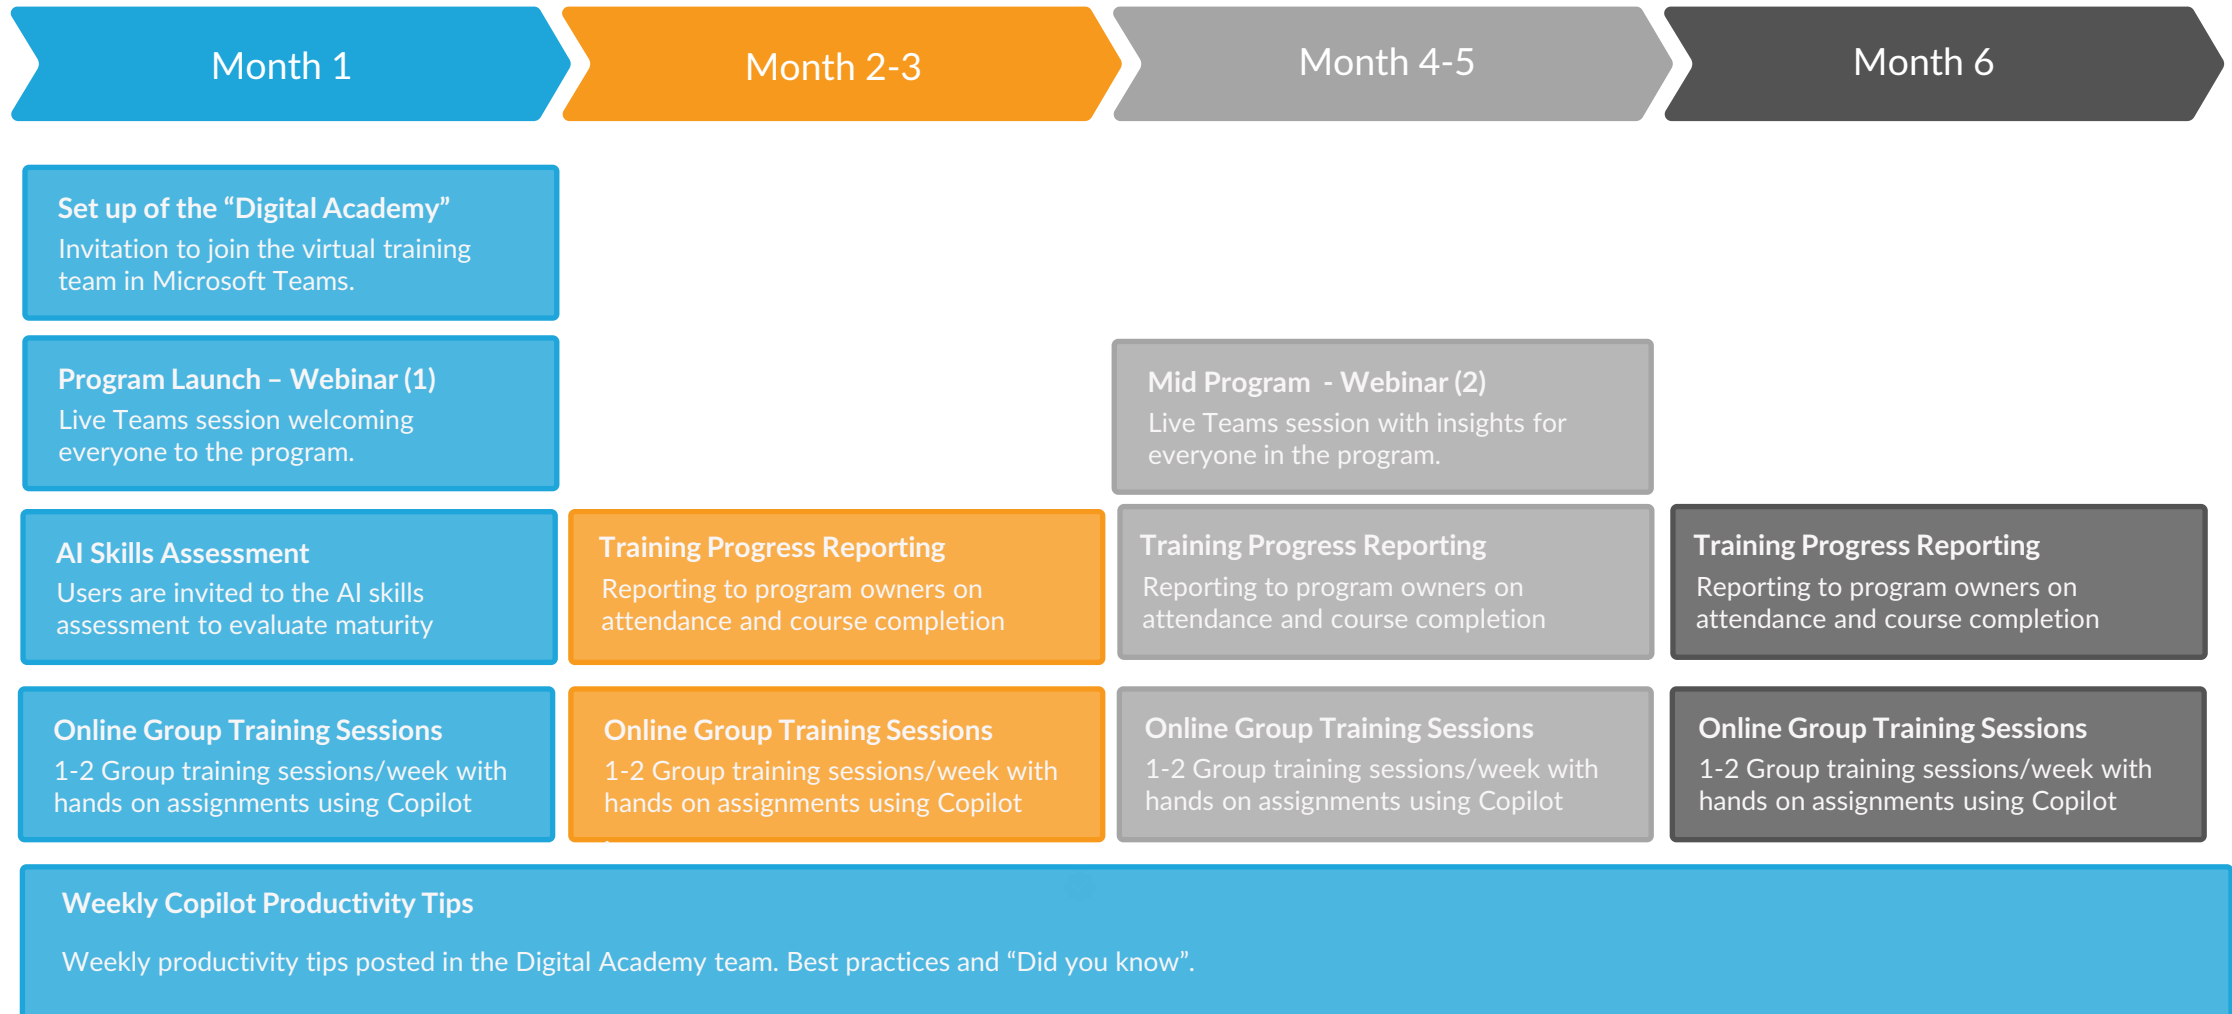 Month 1
Month 2-3
Month 4-5
Month 6
Set up of the “Digital Academy”
Invitation to join the virtual training
team in Microsoft Teams.
Program Launch – Webinar (1)
Live Teams session welcoming
everyone to the program.
Mid Program  - Webinar (2)
Live Teams session with insights for
everyone in the program.
AI Skills Assessment
Users are invited to the AI skills
assessment to evaluate maturity
Training Progress Reporting
Reporting to program owners on
attendance and course completion
Training Progress Reporting
Reporting to program owners on
attendance and course completion
Training Progress Reporting
Reporting to program owners on
attendance and course completion
Online Group Training Sessions
1-2 Group training sessions/week with
hands on assignments using Copilot
Online Group Training Sessions
1-2 Group training sessions/week with
hands on assignments using Copilot
Online Group Training Sessions
1-2 Group training sessions/week with
hands on assignments using Copilot
Online Group Training Sessions
1-2 Group training sessions/week with
hands on assignments using Copilot
Weekly Copilot Productivity Tips
Weekly productivity tips posted in the Digital Academy team. Best practices and “Did you know”.